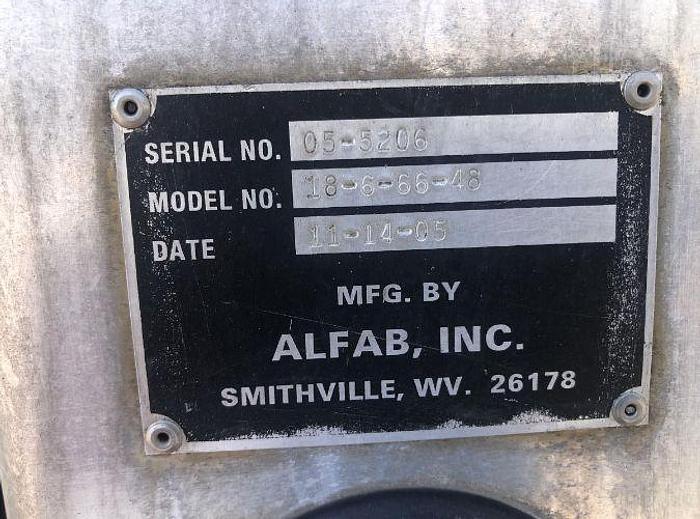 SERIAL NO. 05-5206
MODEL NO. 18-6-66-48
DATE 11-14-05
MFG. BY
ALFAB, INC.
SMITHVILLE, WV. 26178